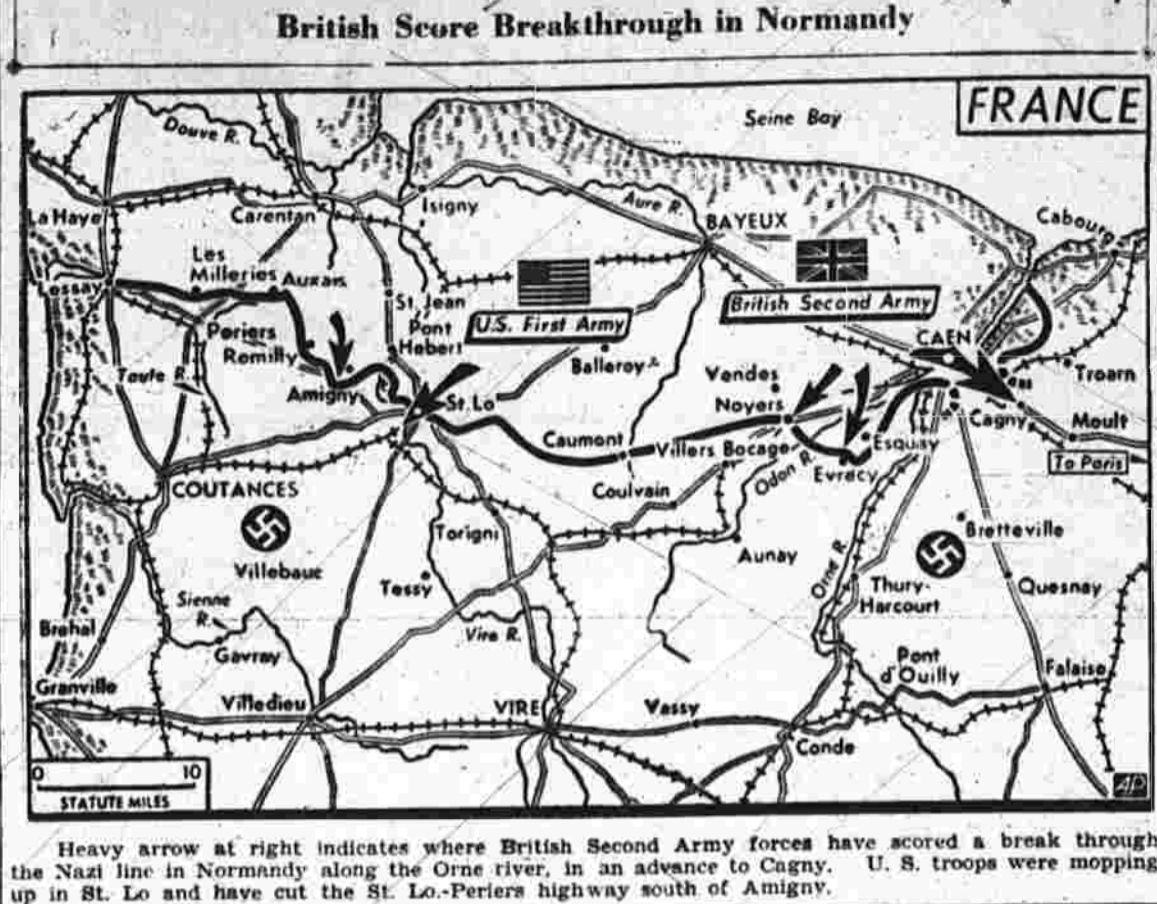 British Score Breakthrough in Normandy
FRANCE
Seine Bay
Douve R.
La Haye
Carentan
Isigny
Aure R.
BAYEUX
Cabourg
Les
Milleries
Auxais
essay
St. Jean
U.S. First Army
British Second Army
Pont
Hebert
Periers
Remilly
CAEN
Taute R.
Balleroy
Vendes
Troarn
Amigny
St. Lo
Noyers
Cagny
Moult
Caumont
Villers Bocage
Esquay
To Paris
Odon R.
Evrecy
COUTANCES
Coulvain
Torigni
Bretteville
Aunay
Villebaue
Tessy
Orne R.
Thury-
Harcourt
Quesnay
Sienne
R.
Brehal
Vire R.
Gavray
Pont
d'Ouilly
Falaise
Granville
Villedieu
VIRE
Vassy
Conde
0 10
STATUTE MILES
AP
Heavy arrow at right indicates where British Second Army forces have scored a break through
the Nazi line in Normandy along the Orne river, in an advance to Cagny. U. S. troops were mopping
up in St. Lo and have cut the St. Lo.-Periers highway south of Amigny.